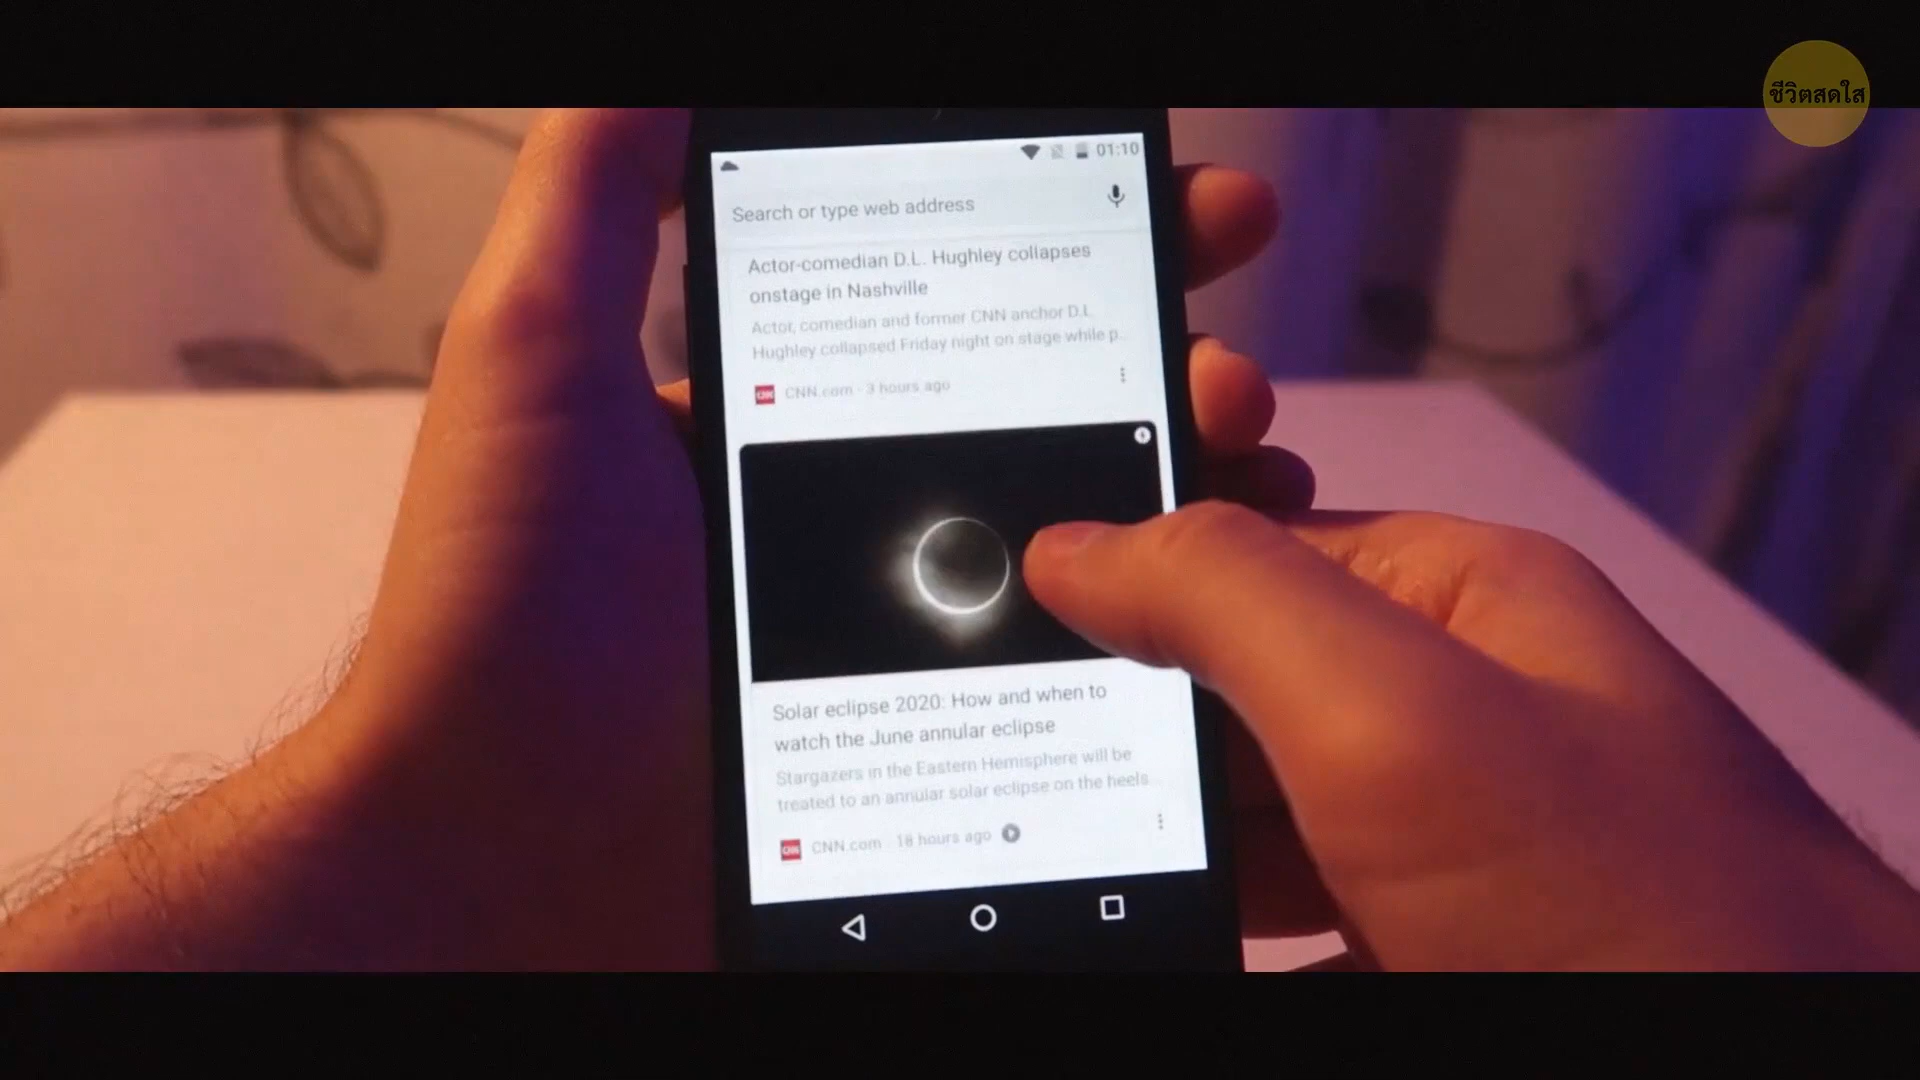 ชีวิตสดใส
01:10
Search or type web address
Actor-comedian D.L. Hughley collapses
onstage in Nashville
Actor, comedian and former CNN anchor D.L.
Hughley collapsed Friday night on stage while p...
CNN CNN.com · 3 hours ago
Solar eclipse 2020: How and when to
watch the June annular eclipse
Stargazers in the Eastern Hemisphere will be
treated to an annular solar eclipse on the heels
CNN CNN.com · 18 hours ago